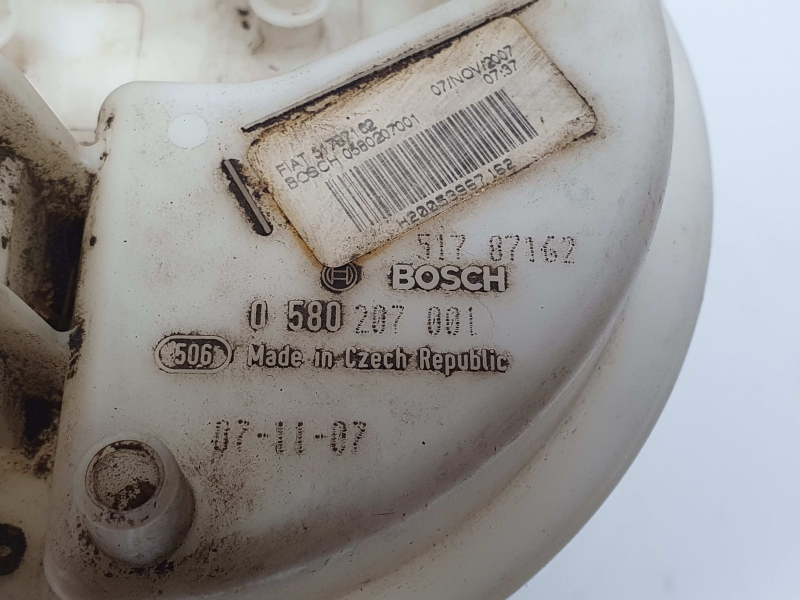 07/NOV/2007
07:37
FIAT 51787162
BOSCH 0580207001
H20059967162
517 87162
BOSCH
0 580 207 001
506 Made in Czech Republic
07-11-07